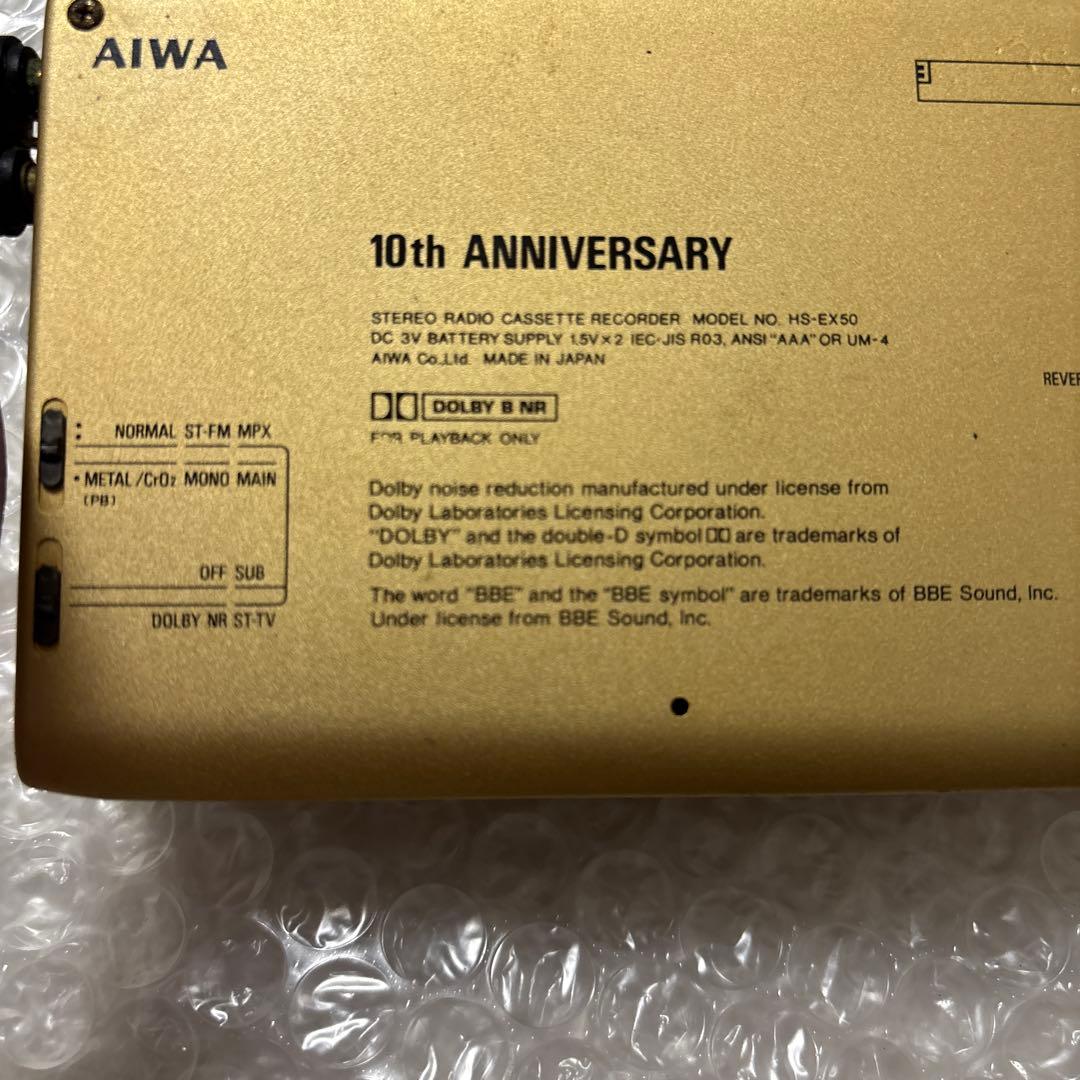 AIWA
10th ANNIVERSARY
STEREO RADIO CASSETTE RECORDER MODEL NO. HS-EX50
DC 3V BATTERY SUPPLY 1.5V×2 IEC·JIS R03, ANSI "AAA" OR UM-4
AIWA Co.,Ltd. MADE IN JAPAN
DOLBY B NR
FOR PLAYBACK ONLY
Dolby noise reduction manufactured under license from
Dolby Laboratories Licensing Corporation.
"DOLBY" and the double-D symbol are trademarks of
Dolby Laboratories Licensing Corporation.
The word "BBE" and the "BBE symbol" are trademarks of BBE Sound, Inc.
Under license from BBE Sound, Inc.
: NORMAL ST-FM MPX
• METAL/CrO₂ MONO MAIN
(PB)
OFF SUB
DOLBY NR ST-TV